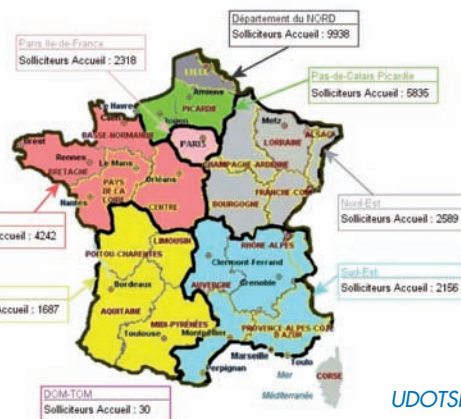 Département du NORD
Solliciteurs Accueil : 9938
Paris Ile-de-France
Solliciteurs Accueil : 2318
Pas-de-Calais Picardie
Solliciteurs Accueil : 5835
LILLE
Amiens
PICARDIE
Le Havre
Caen
Rouen
BASSE-NORMANDIE
PARIS
Metz
LORRAINE
ALSACE
Brest
Rennes
BRETAGNE
Le Mans
PAYS DE LA LOIRE
Orléans
CHAMPAGNE-ARDENNE
Nantes
CENTRE
BOURGOGNE
FRANCHE COM
Nord-Est
Solliciteurs Accueil : 2589
ccueil : 4242
LIMOUSIN
POITOU-CHARENTES
RHONE-ALPES
Clermont-Ferrand
Sud-Est
Solliciteurs Accueil : 2156
Accueil : 1687
Bordeaux
AUVERGNE
Grenoble
AQUITAINE
MIDI-PYRÉNÉES
Toulouse
Montpellier
PROVENCE-ALPES-COTE D'AZUR
Marseille
Toulo
Perpignan
Mer
Méditerranée
CORSE
DOM-TOM
Solliciteurs Accueil : 30
UDOTSI